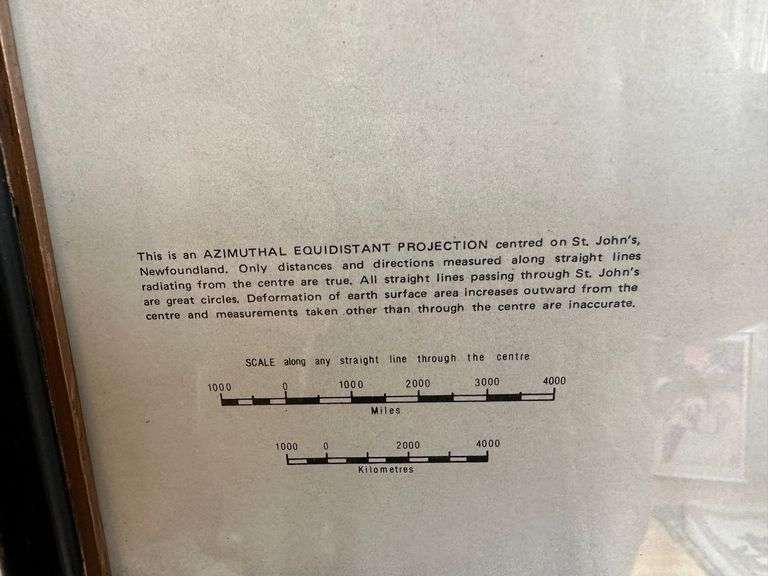 This is an AZIMUTHAL EQUIDISTANT PROJECTION centred on St. John's,
Newfoundland. Only distances and directions measured along straight lines
radiating from the centre are true. All straight lines passing through St. John's
are great circles. Deformation of earth surface area increases outward from the
centre and measurements taken other than through the centre are inaccurate.
SCALE along any straight line through the centre
1000 0 1000 2000 3000 4000
Miles
1000 0 2000 4000
Kilometres